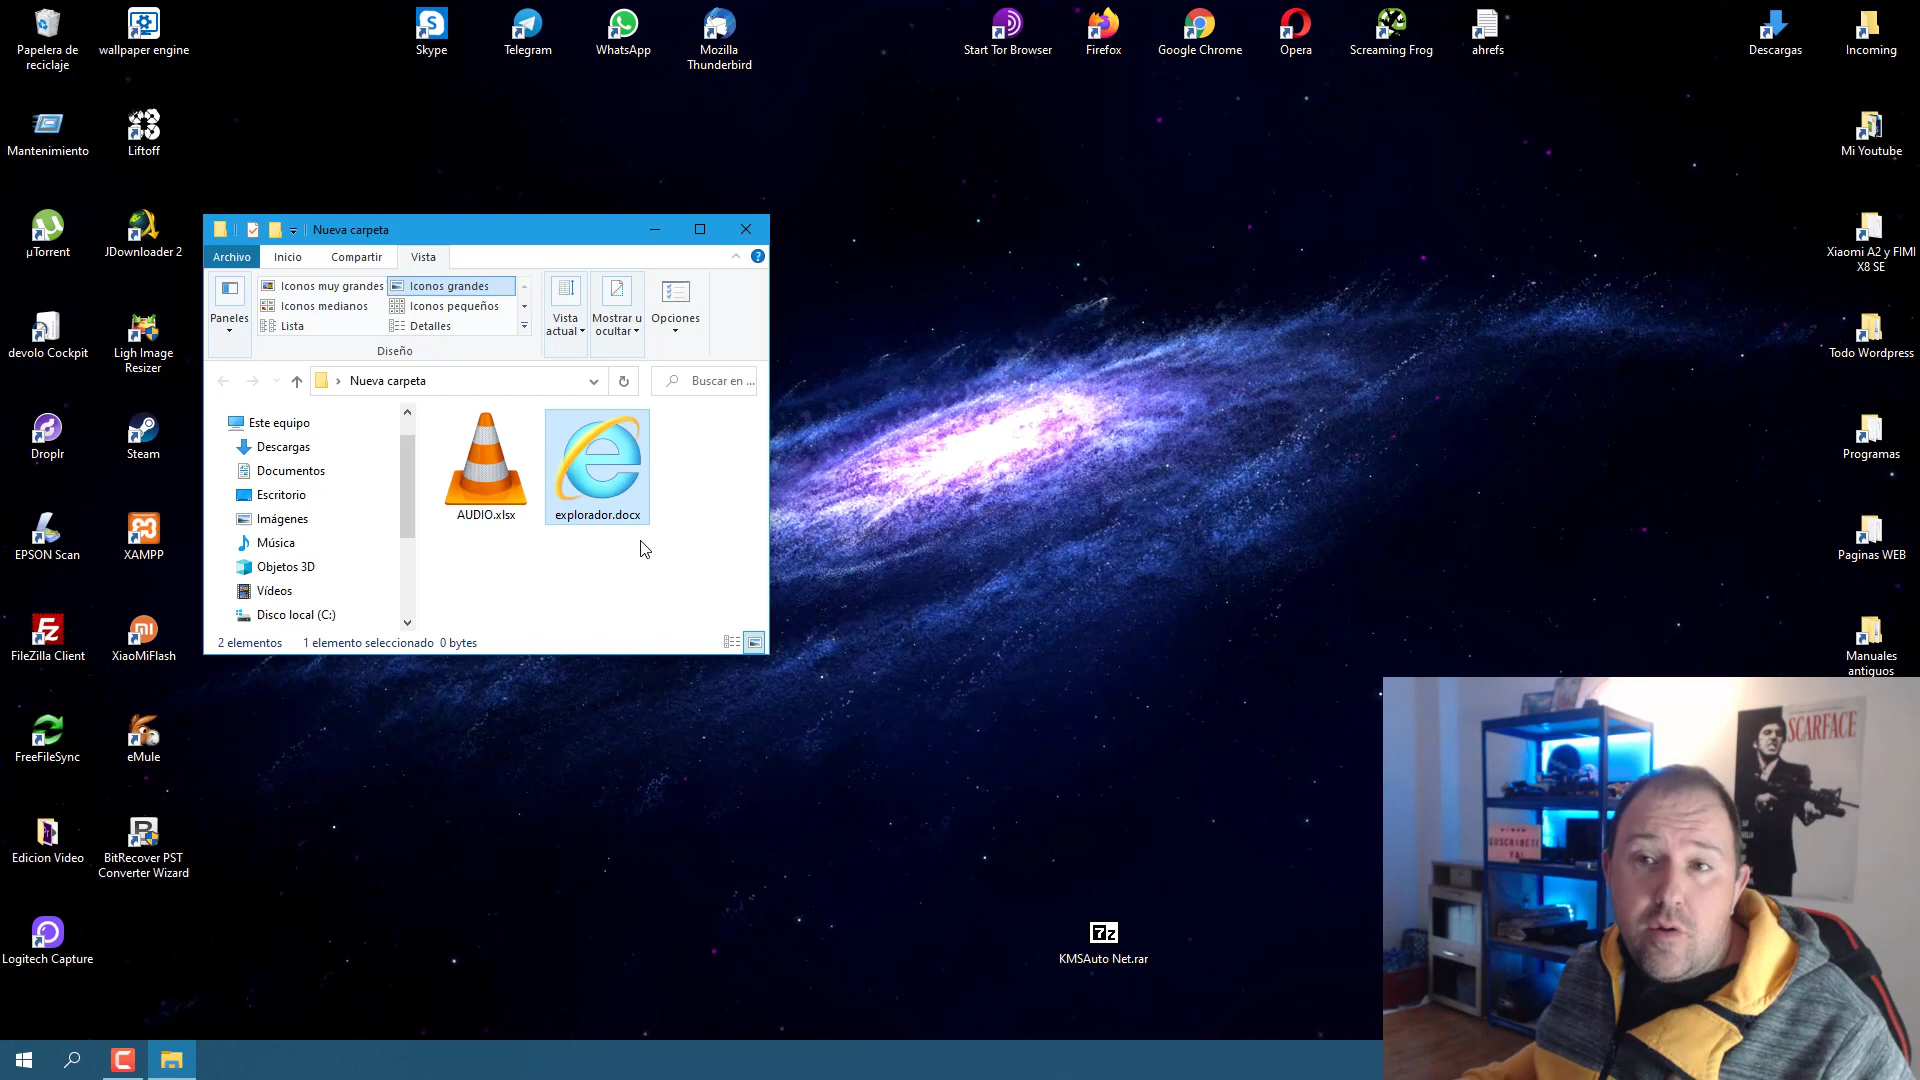 Papelera de
reciclaje
wallpaper engine
Skype
Telegram
WhatsApp
Mozilla
Thunderbird
Start Tor Browser
Firefox
Google Chrome
Opera
Screaming Frog
ahrefs
Descargas
Incoming
Mantenimiento
Liftoff
Mi Youtube
µTorrent
JDownloader 2
Xiaomi A2 y FIMI
X8 SE
devolo Cockpit
Ligh Image
Resizer
Todo Wordpress
Droplr
Steam
Programas
EPSON Scan
XAMPP
Paginas WEB
FileZilla Client
XiaoMiFlash
Manuales
antiguos
FreeFileSync
eMule
Edicion Video
BitRecover PST
Converter Wizard
Logitech Capture
Nueva carpeta
Archivo
Inicio
Compartir
Vista
Iconos muy grandes
Iconos grandes
Iconos medianos
Iconos pequeños
Lista
Detalles
Diseño
Paneles
Vista
actual
Mostrar u
ocultar
Opciones
Nueva carpeta
Buscar en ...
Este equipo
Descargas
Documentos
Escritorio
Imágenes
Música
Objetos 3D
Vídeos
Disco local (C:)
AUDIO.xlsx
explorador.docx
2 elementos
1 elemento seleccionado 0 bytes
7z
KMSAuto Net.rar
SCARFACE
SUSCRIBETE
YA!